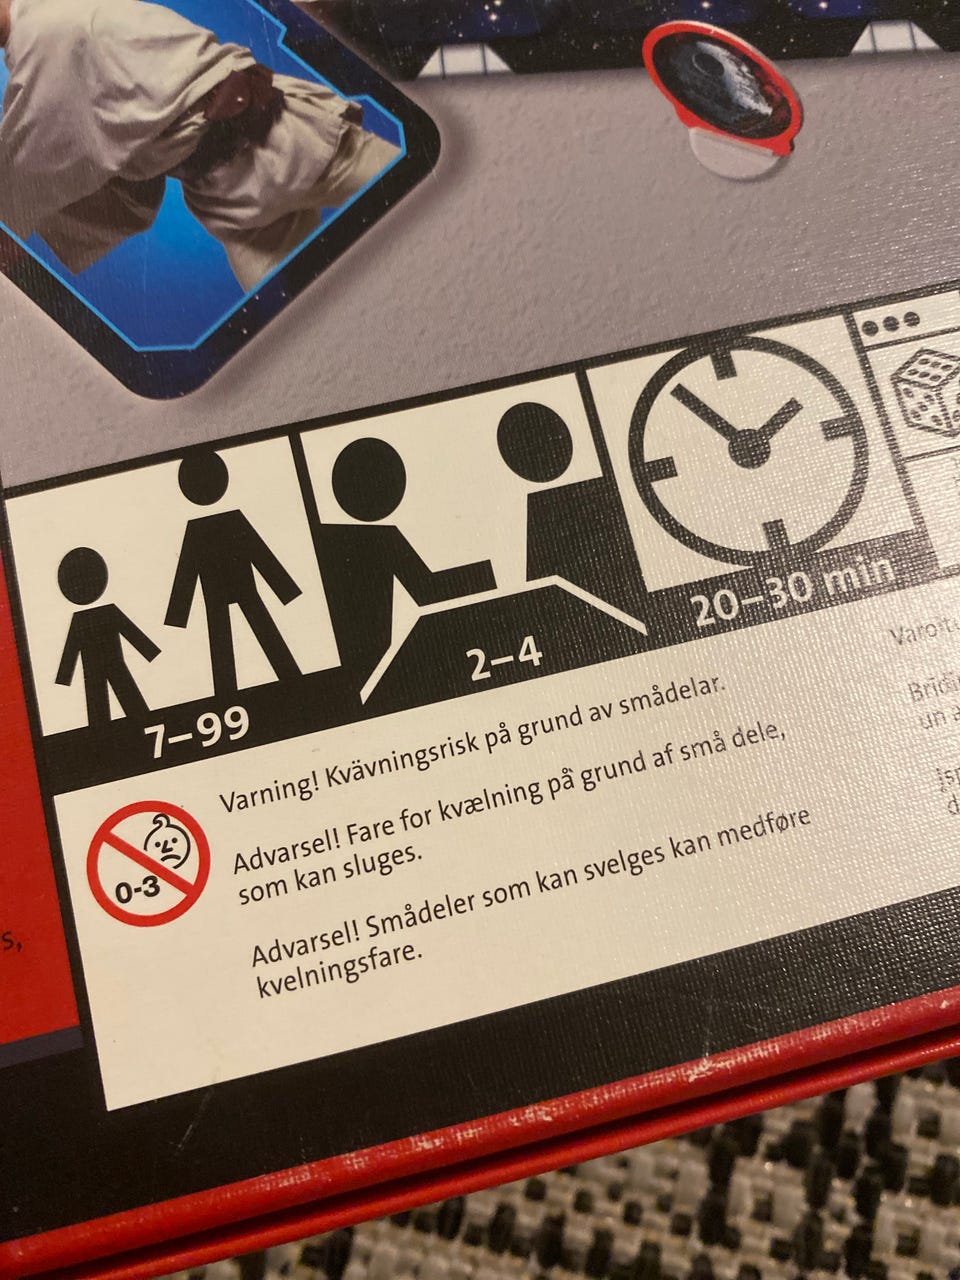 7–99
2–4
20–30 min
0-3
Varning! Kvävningsrisk på grund av smådelar.
Advarsel! Fare for kvælning på grund af små dele,
som kan sluges.
Advarsel! Smådeler som kan svelges kan medføre
kvelningsfare.
un
s,